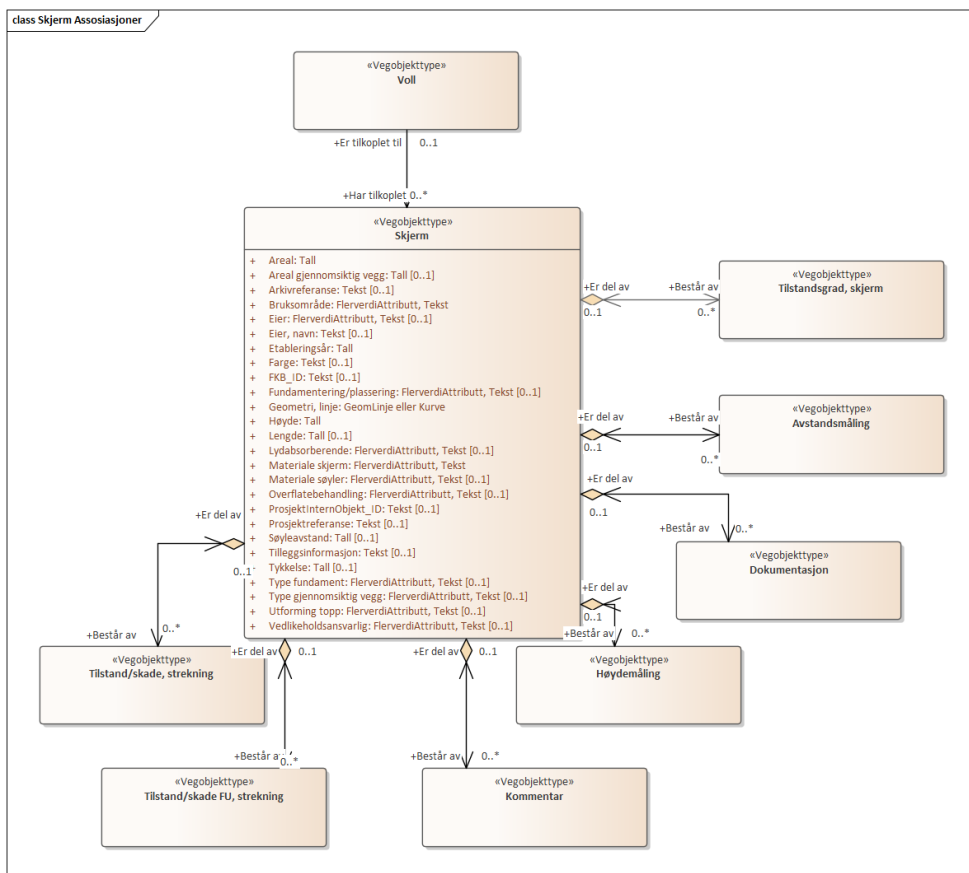 class Skjerm Assosiasjoner
«Vegobjekttype»
Voll
+Er tilkoplet til 0..1
+Har tilkoplet 0..*
«Vegobjekttype»
Skjerm
+ Areal: Tall
+ Areal gjennomsiktig vegg: Tall [0..1]
+ Arkivreferanse: Tekst [0..1]
+ Bruksområde: FlerverdiAttributt, Tekst
+ Eier: FlerverdiAttributt, Tekst [0..1]
+ Eier, navn: Tekst [0..1]
+ Etableringsår: Tall
+ Farge: Tekst [0..1]
+ FKB_ID: Tekst [0..1]
+ Fundamentering/plassering: FlerverdiAttributt, Tekst [0..1]
+ Geometri, linje: GeomLinje eller Kurve
+ Høyde: Tall
+ Lengde: Tall [0..1]
+ Lydabsorberende: FlerverdiAttributt, Tekst [0..1]
+ Materiale skjerm: FlerverdiAttributt, Tekst
+ Materiale søyler: FlerverdiAttributt, Tekst [0..1]
+ Overflatebehandling: FlerverdiAttributt, Tekst [0..1]
+ ProsjektInternObjekt_ID: Tekst [0..1]
+ Prosjektreferanse: Tekst [0..1]
+ Søyleavstand: Tall [0..1]
+ Tilleggsinformasjon: Tekst [0..1]
+ Tykkelse: Tall [0..1]
+ Type fundament: FlerverdiAttributt, Tekst [0..1]
+ Type gjennomsiktig vegg: FlerverdiAttributt, Tekst [0..1]
+ Utforming topp: FlerverdiAttributt, Tekst [0..1]
+ Vedlikeholdsansvarlig: FlerverdiAttributt, Tekst [0..1]
+Er del av +Består av
0..1 0..*
«Vegobjekttype»
Tilstandsgrad, skjerm
+Er del av +Består av
0..1 0..*
«Vegobjekttype»
Avstandsmåling
+Er del av
0..1
+Består av 0..*
«Vegobjekttype»
Dokumentasjon
+Er del av
0..1
+Består av 0..*
«Vegobjekttype»
Høydemåling
+Er del av
0..1
+Består av 0..*
«Vegobjekttype»
Tilstand/skade, strekning
+Er del av 0..1
+Består av 0..*
«Vegobjekttype»
Tilstand/skade FU, strekning
+Er del av 0..1
+Består av 0..*
«Vegobjekttype»
Kommentar